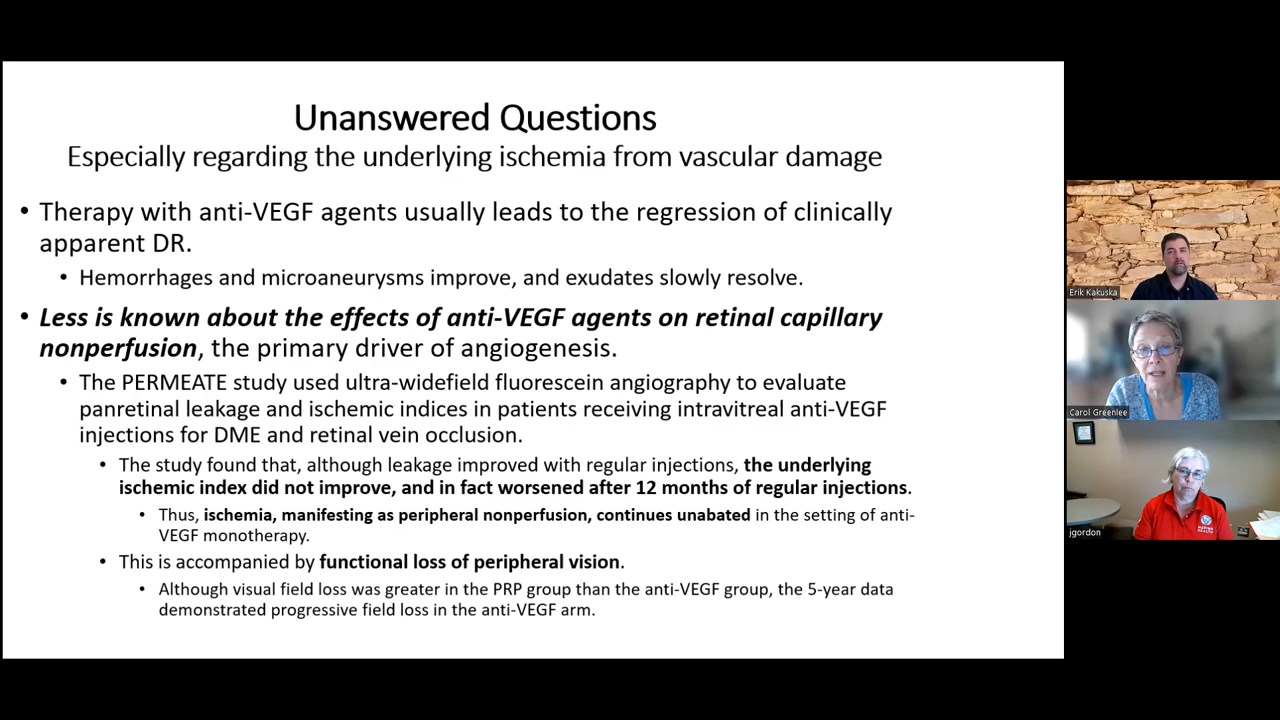 Unanswered Questions
Especially regarding the underlying ischemia from vascular damage
• Therapy with anti-VEGF agents usually leads to the regression of clinically
apparent DR.
• Hemorrhages and microaneurysms improve, and exudates slowly resolve.
• Less is known about the effects of anti-VEGF agents on retinal capillary
nonperfusion, the primary driver of angiogenesis.
• The PERMEATE study used ultra-widefield fluorescein angiography to evaluate
panretinal leakage and ischemic indices in patients receiving intravitreal anti-VEGF
injections for DME and retinal vein occlusion.
• The study found that, although leakage improved with regular injections, the underlying
ischemic index did not improve, and in fact worsened after 12 months of regular injections.
• Thus, ischemia, manifesting as peripheral nonperfusion, continues unabated in the setting of anti-
VEGF monotherapy.
• This is accompanied by functional loss of peripheral vision.
• Although visual field loss was greater in the PRP group than the anti-VEGF group, the 5-year data
demonstrated progressive field loss in the anti-VEGF arm.
Erik Kakuska
Carol Greenlee
jgordon